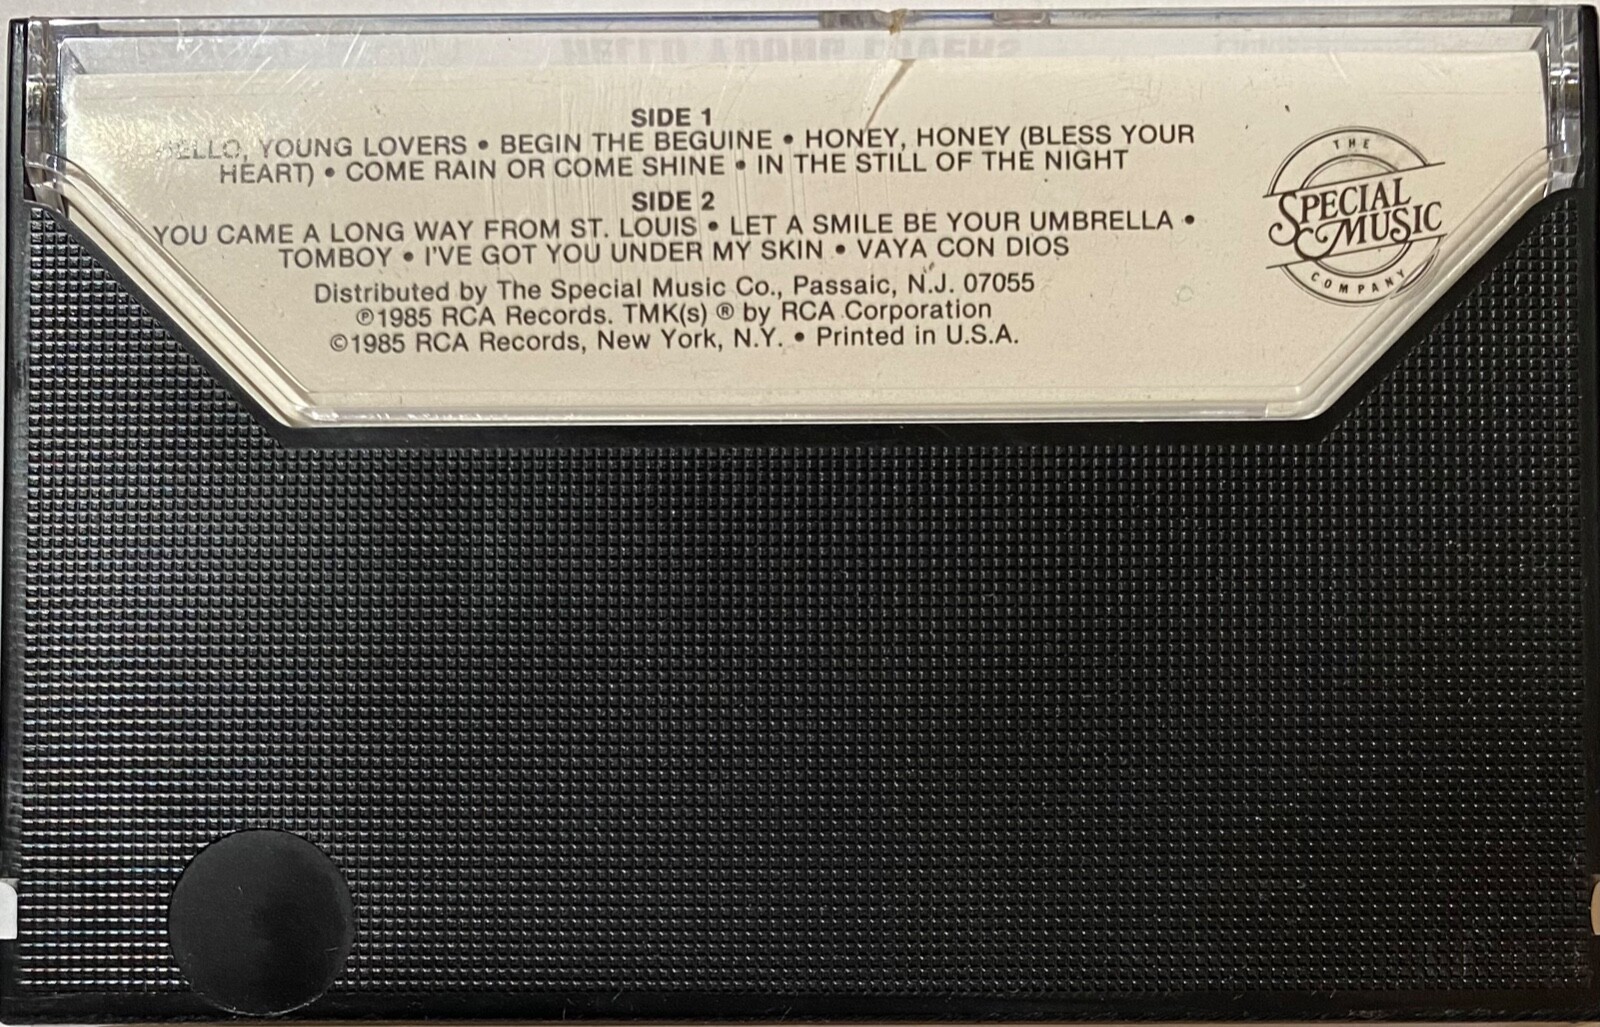 SIDE 1
HELLO, YOUNG LOVERS • BEGIN THE BEGUINE • HONEY, HONEY (BLESS YOUR
HEART) • COME RAIN OR COME SHINE • IN THE STILL OF THE NIGHT
SIDE 2
YOU CAME A LONG WAY FROM ST. LOUIS • LET A SMILE BE YOUR UMBRELLA •
TOMBOY • I'VE GOT YOU UNDER MY SKIN • VAYA CON DIOS
Distributed by The Special Music Co., Passaic, N.J. 07055
℗1985 RCA Records. TMK(s) ® by RCA Corporation
©1985 RCA Records, New York, N.Y. • Printed in U.S.A.
THE
SPECIAL
MUSIC
COMPANY